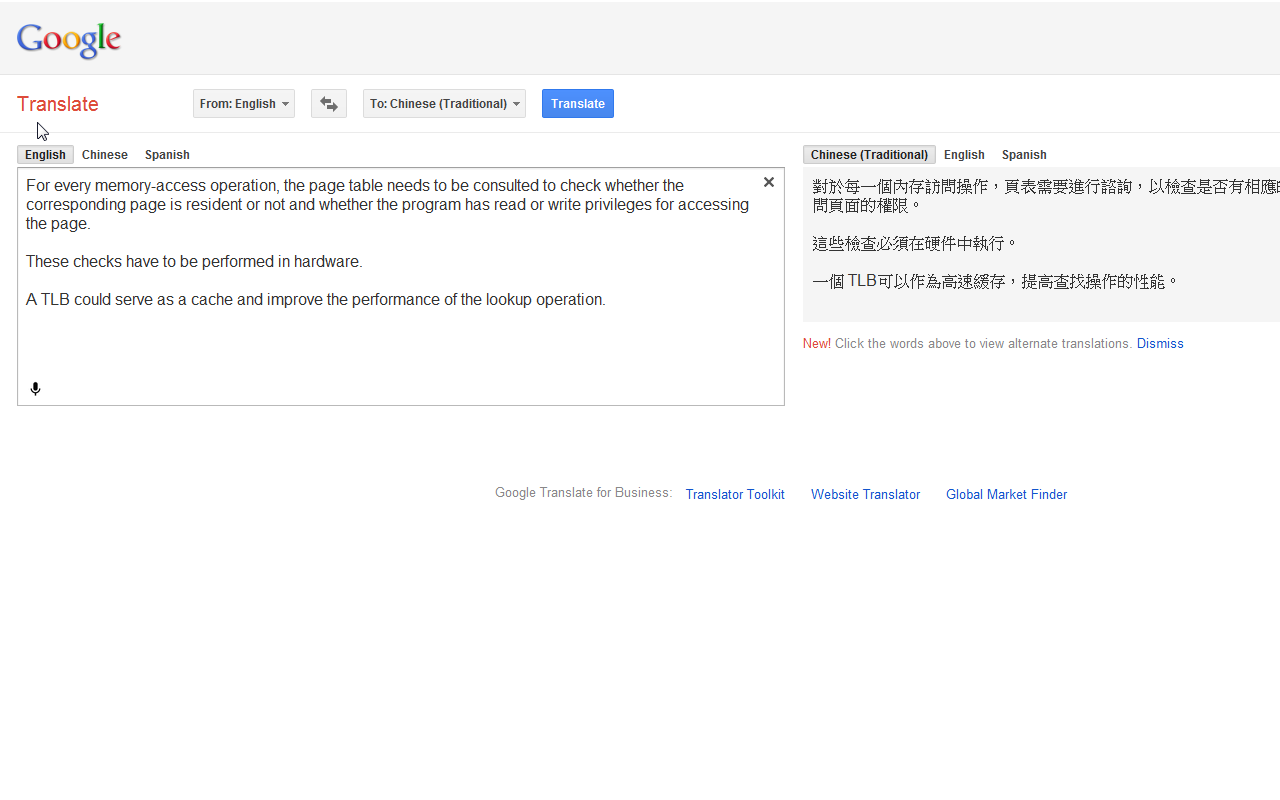 Google
Translate
From: English
To: Chinese (Traditional)
Translate
English Chinese Spanish
For every memory-access operation, the page table needs to be consulted to check whether the
corresponding page is resident or not and whether the program has read or write privileges for accessing
the page.
These checks have to be performed in hardware.
A TLB could serve as a cache and improve the performance of the lookup operation.
Chinese (Traditional) English Spanish
對於每一個內存訪問操作，頁表需要進行諮詢，以檢查是否有相應
問頁面的權限。
這些檢查必須在硬件中執行。
一個 TLB可以作為高速緩存，提高查找操作的性能。
New! Click the words above to view alternate translations. Dismiss
Google Translate for Business: Translator Toolkit Website Translator Global Market Finder